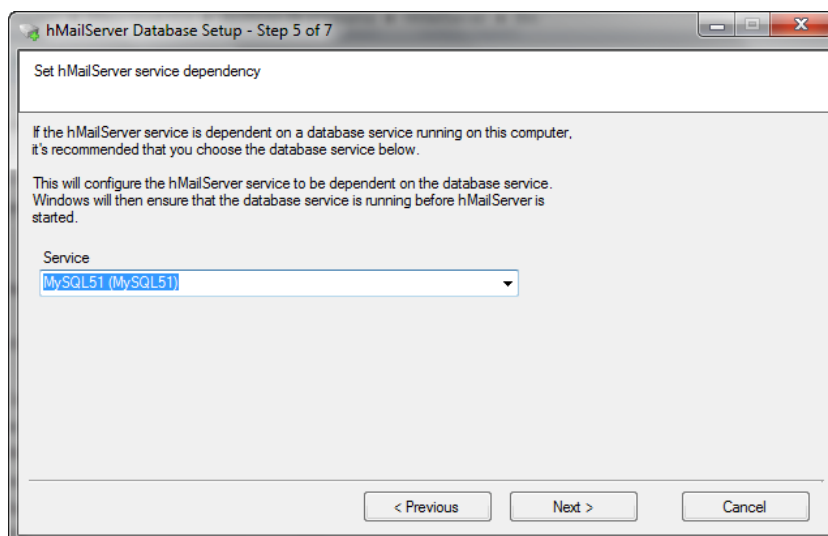 hMailServer Database Setup - Step 5 of 7
Set hMailServer service dependency
If the hMailServer service is dependent on a database service running on this computer,
it's recommended that you choose the database service below.
This will configure the hMailServer service to be dependent on the database service.
Windows will then ensure that the database service is running before hMailServer is
started.
Service
MySQL51 (MySQL51)
< Previous
Next >
Cancel